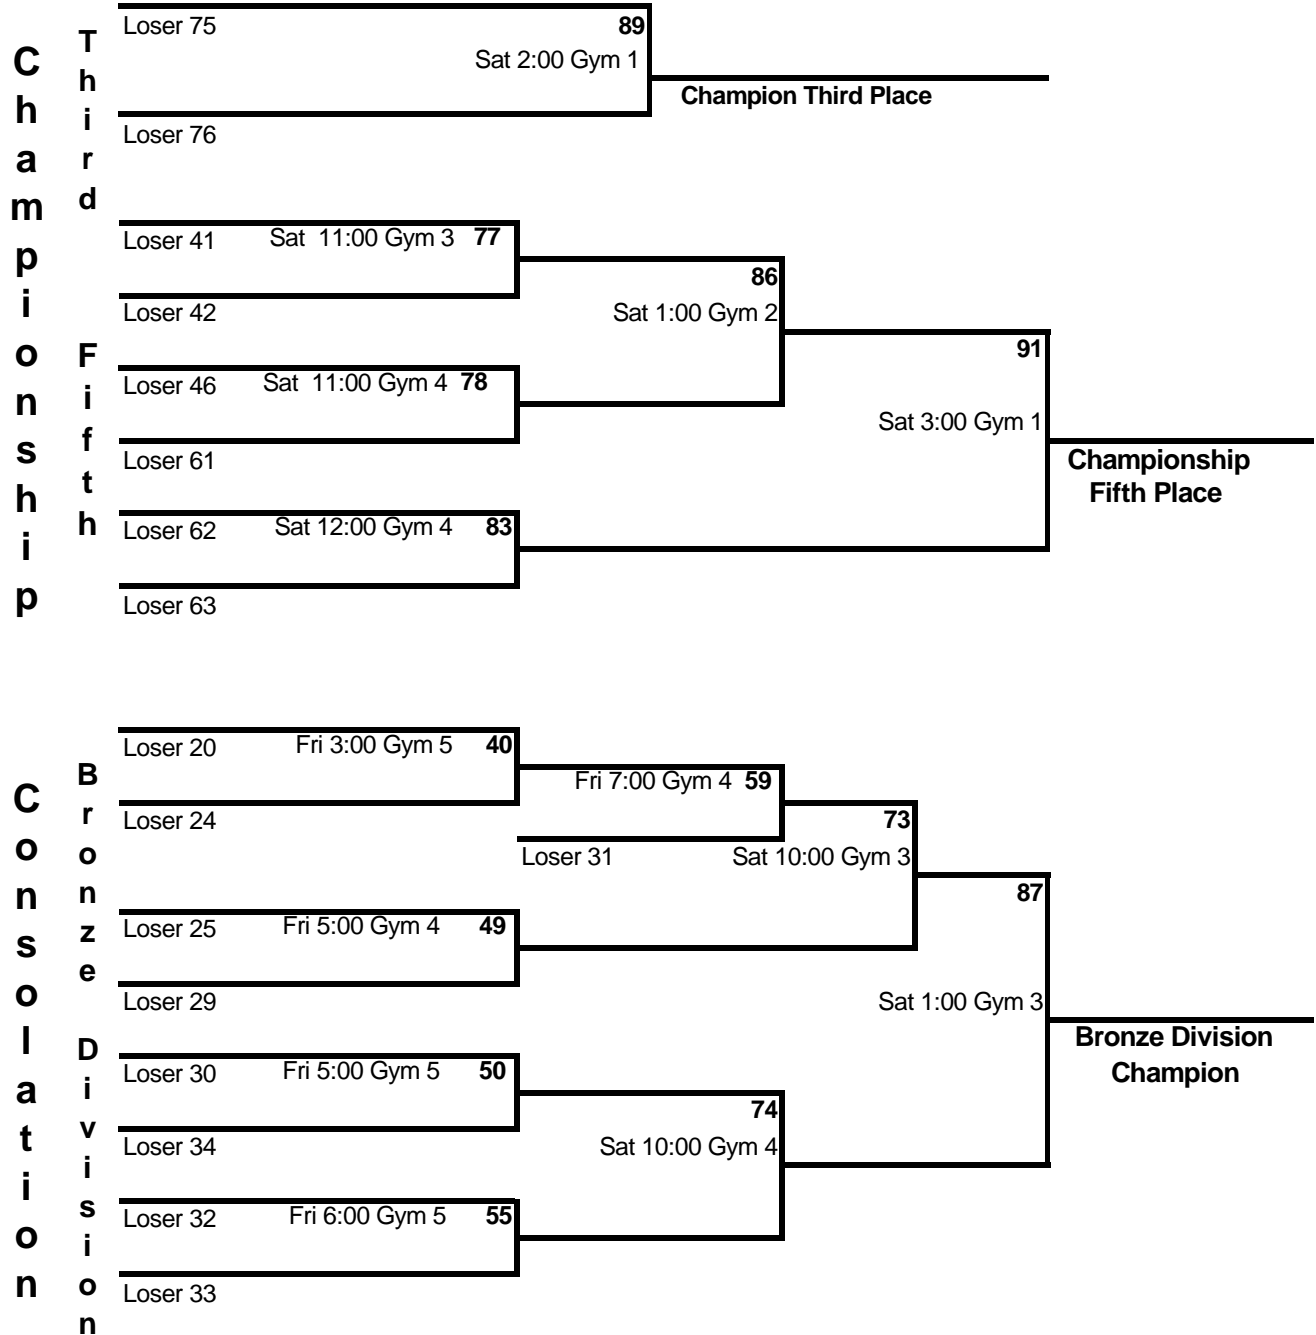 Championship
Third
Loser 75
89
Sat 2:00 Gym 1
Champion Third Place
Loser 76
Fifth
Loser 41
Sat  11:00 Gym 3
77
Loser 42
86
Sat 1:00 Gym 2
Loser 46
Sat  11:00 Gym 4
78
Loser 61
91
Sat 3:00 Gym 1
Championship
Fifth Place
Loser 62
Sat 12:00 Gym 4
83
Loser 63
Consolation
Bronze Division
Loser 20
Fri 3:00 Gym 5
40
Loser 24
Fri 7:00 Gym 4
59
Loser 31
73
Sat 10:00 Gym 3
Loser 25
Fri 5:00 Gym 4
49
Loser 29
87
Sat 1:00 Gym 3
Bronze Division
Champion
Loser 30
Fri 5:00 Gym 5
50
Loser 34
74
Sat 10:00 Gym 4
Loser 32
Fri 6:00 Gym 5
55
Loser 33